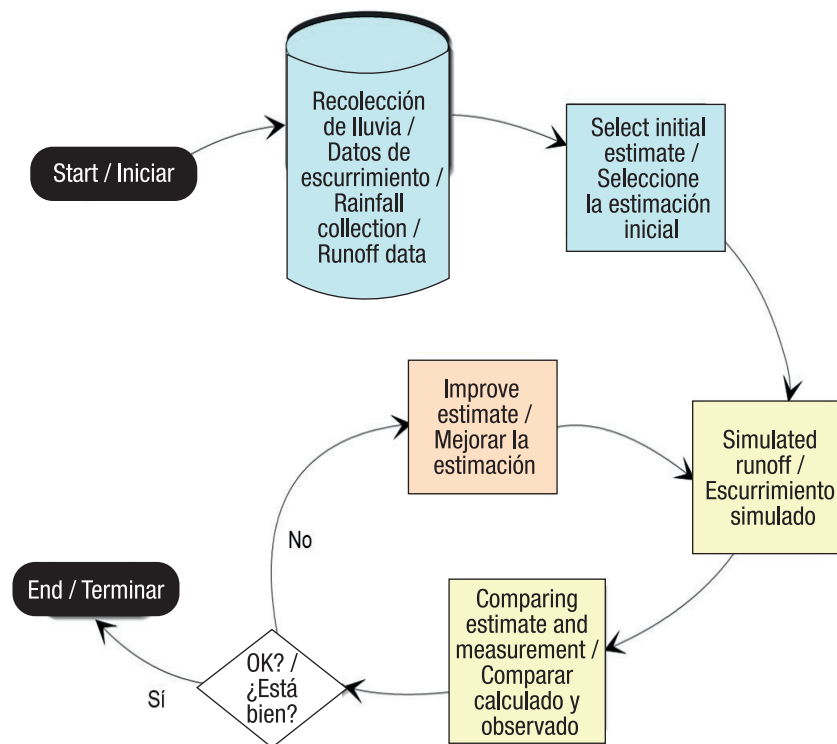 Start / Iniciar
Recolección
de lluvia /
Datos de
escurrimiento /
Rainfall
collection /
Runoff data
Select initial
estimate /
Seleccione
la estimación
inicial
Simulated
runoff /
Escurrimiento
simulado
Improve
estimate /
Mejorar la
estimación
Comparing
estimate and
measurement /
Comparar
calculado y
observado
OK? /
¿Está
bien?
No
Sí
End / Terminar